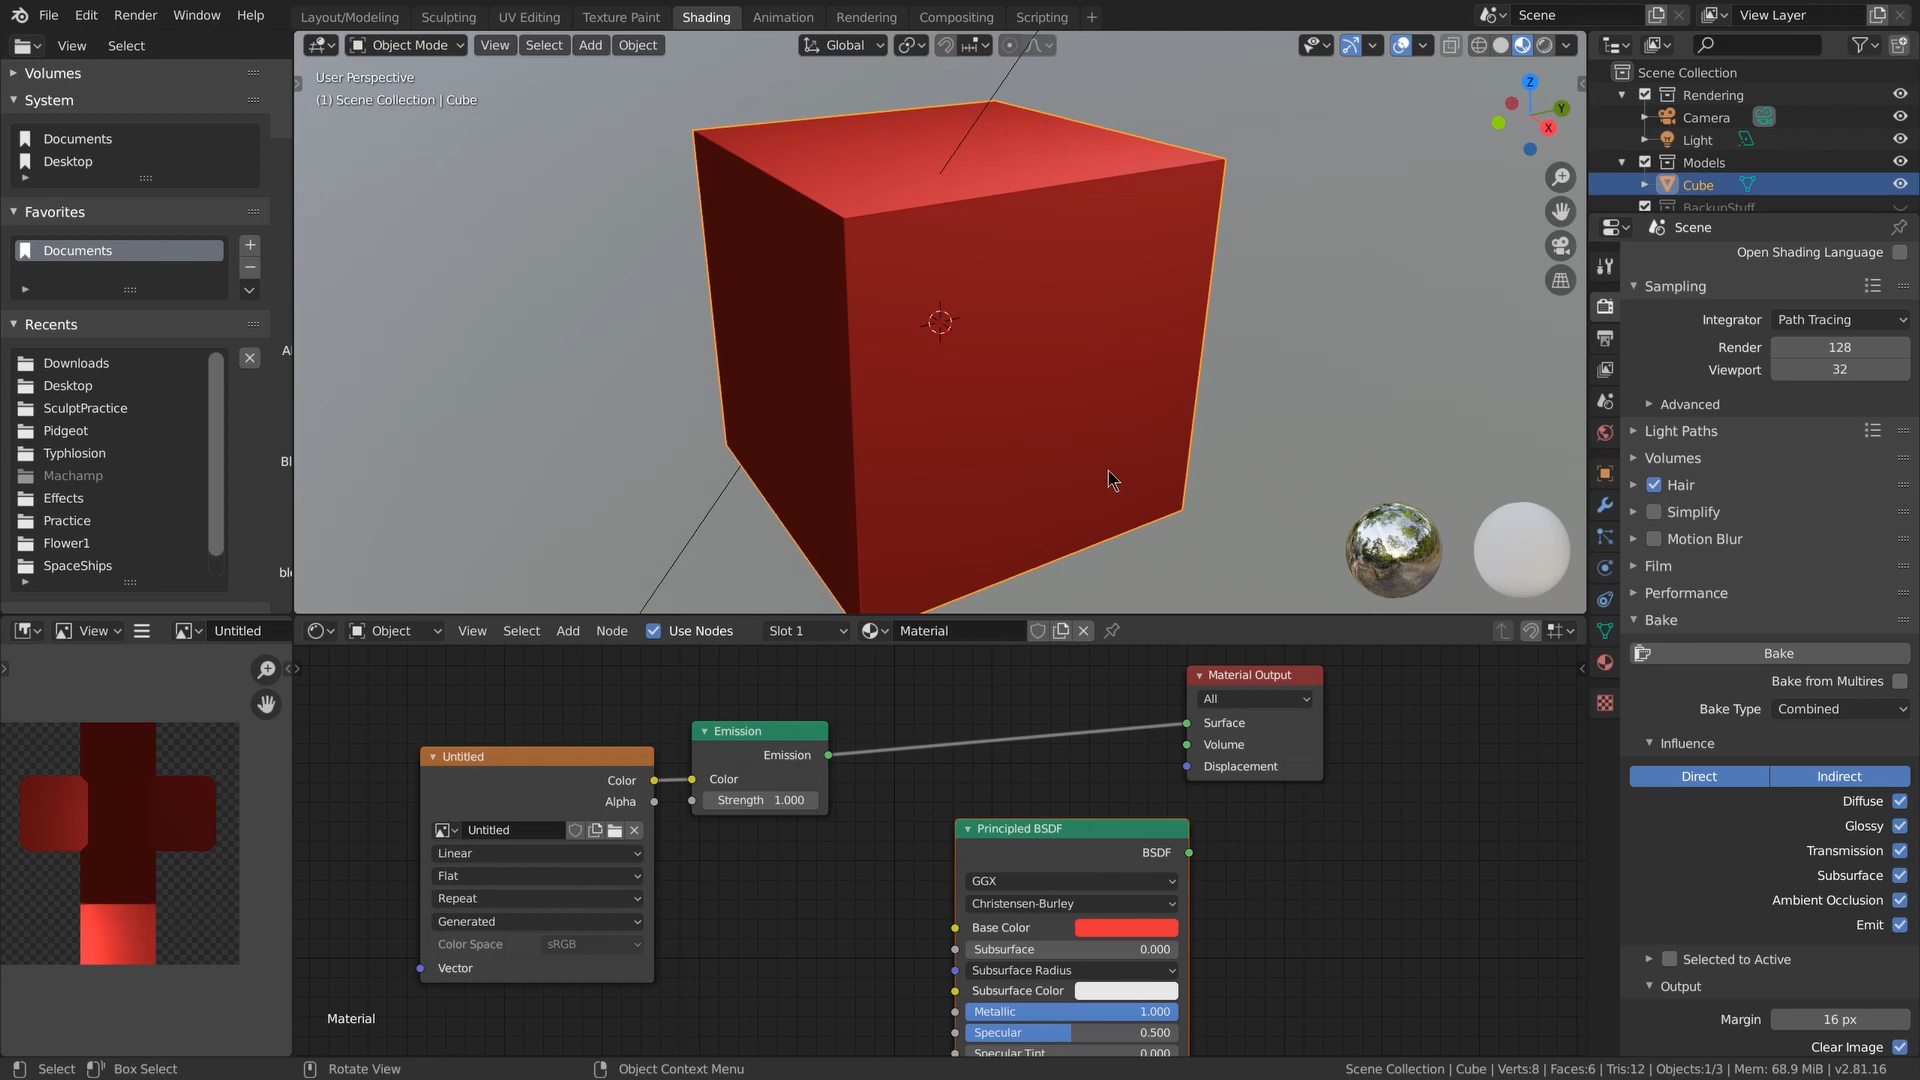 File Edit Render Window Help Layout/Modeling Sculpting UV Editing Texture Paint Shading Animation Rendering Compositing Scripting + Scene View Layer
View Select
Object Mode View Select Add Object Global
Volumes
System
Documents
Desktop
Favorites
Documents
Recents
Downloads
Desktop
SculptPractice
Pidgeot
Typhlosion
Machamp
Effects
Practice
Flower1
SpaceShips
Al
Bl
ble
User Perspective
(1) Scene Collection | Cube
Z
Y
X
Scene Collection
Rendering
Camera
Light
Models
Cube
BackupStuff
Scene
Open Shading Language
Sampling
Integrator Path Tracing
Render 128
Viewport 32
Advanced
Light Paths
Volumes
Hair
Simplify
Motion Blur
Film
Performance
Bake
Bake
Bake from Multires
Bake Type Combined
Influence
Direct Indirect
Diffuse
Glossy
Transmission
Subsurface
Ambient Occlusion
Emit
Selected to Active
Output
Margin 16 px
Clear Image
View Untitled
Object View Select Add Node Use Nodes Slot 1 Material
Untitled
Color
Alpha
Untitled
Linear
Flat
Repeat
Generated
Color Space sRGB
Vector
Emission
Emission
Color
Strength 1.000
Material Output
All
Surface
Volume
Displacement
Principled BSDF
BSDF
GGX
Christensen-Burley
Base Color
Subsurface 0.000
Subsurface Radius
Subsurface Color
Metallic 1.000
Specular 0.500
Specular Tint 0.000
Material
Select Box Select Rotate View Object Context Menu Scene Collection | Cube | Verts:8 | Faces:6 | Tris:12 | Objects:1/3 | Mem: 68.9 MiB | v2.81.16